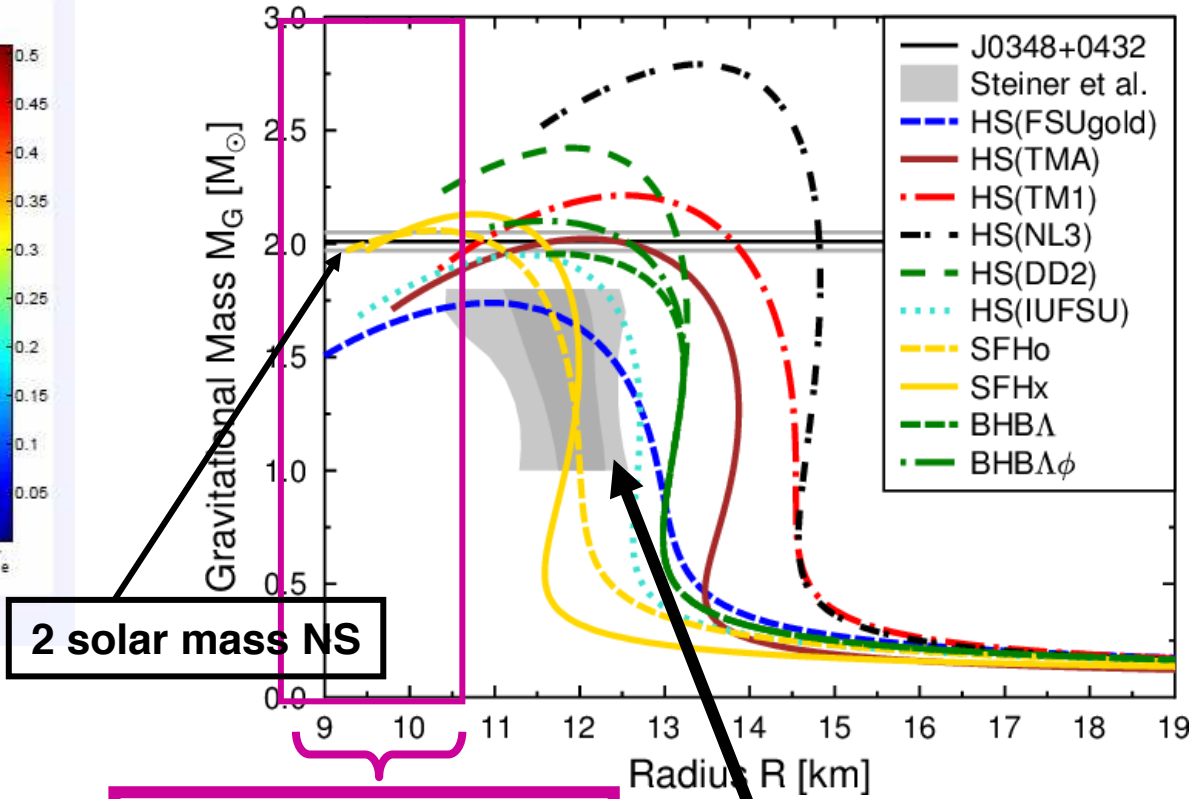 0.5
0.45
0.4
0.35
0.3
0.25
0.2
0.15
0.1
0.05
e
Gravitational Mass M_G [M_⊙]
3.0
2.5
2.0
1.5
1.0
0.5
0.0
J0348+0432
Steiner et al.
HS(FSUgold)
HS(TMA)
HS(TM1)
HS(NL3)
HS(DD2)
HS(IUFSU)
SFHo
SFHx
BHBΛ
BHBΛϕ
2 solar mass NS
9 10 11 12 13 14 15 16 17 18 19
Radius R [km]